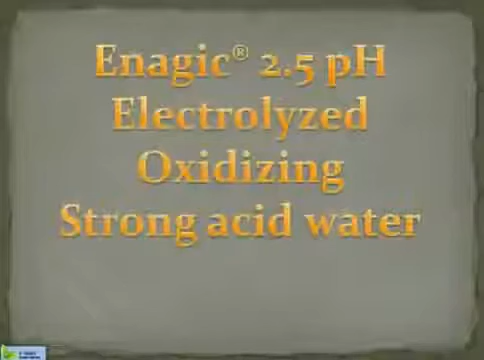 Enagic® 2.5 pH
Electrolyzed
Oxidizing
Strong acid water